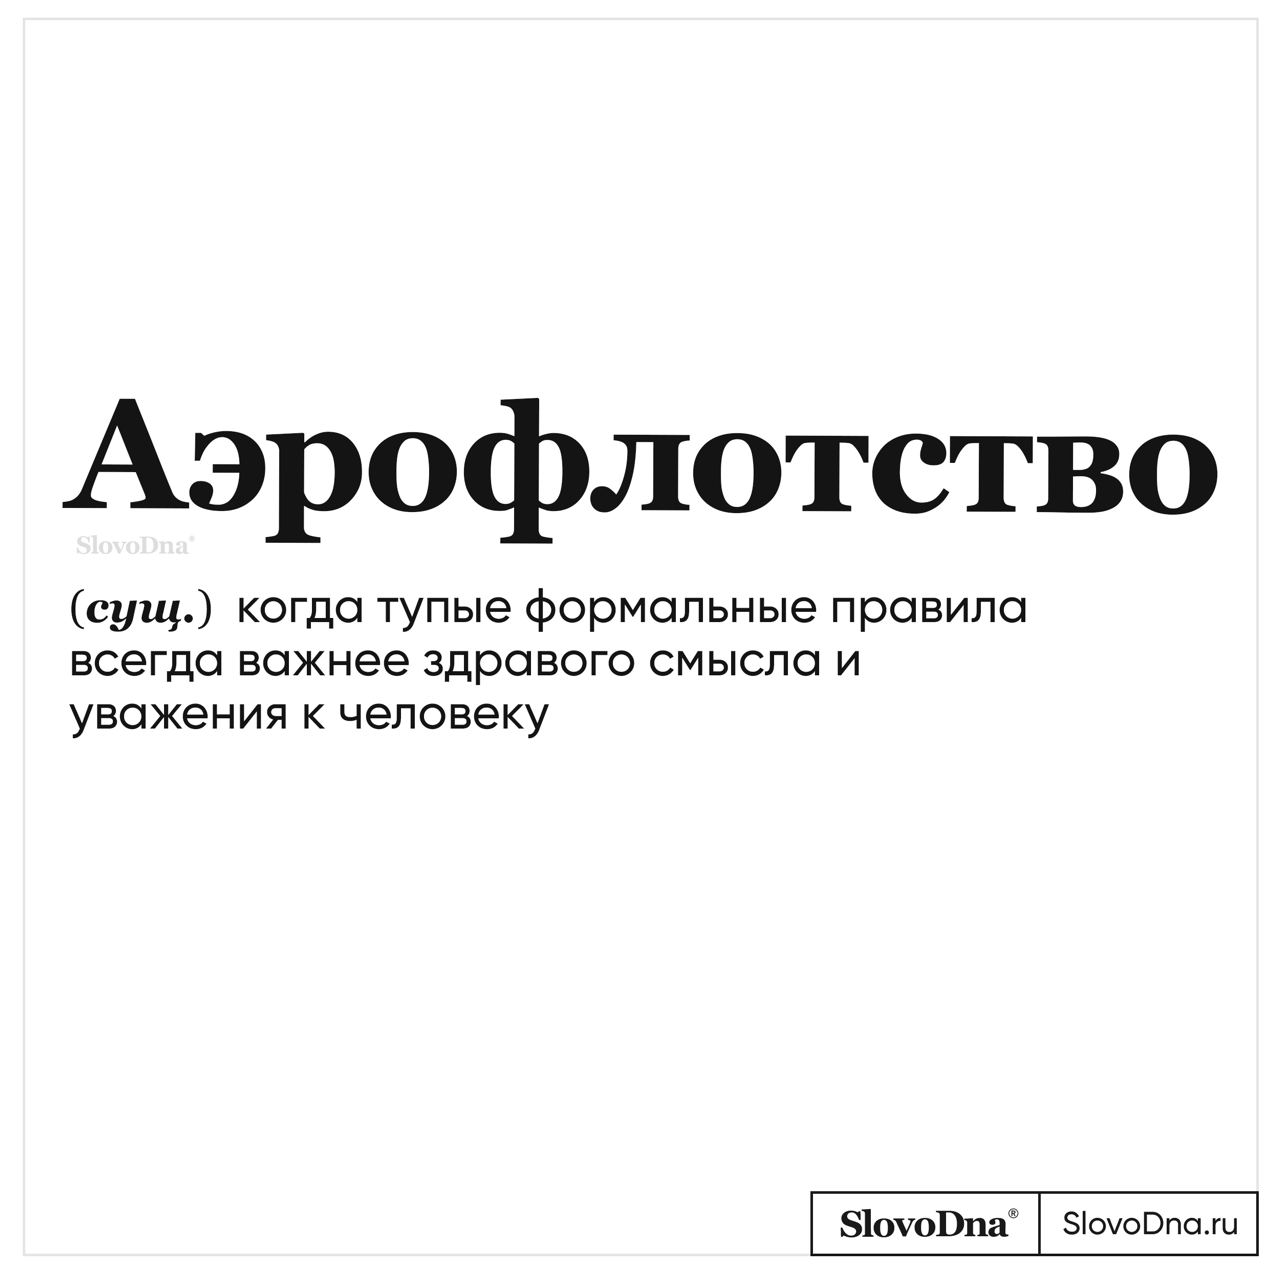 Аэрофлотство
SlovoDna®
(сущ.) когда тупые формальные правила
всегда важнее здравого смысла и
уважения к человеку
SlovoDna® SlovoDna.ru